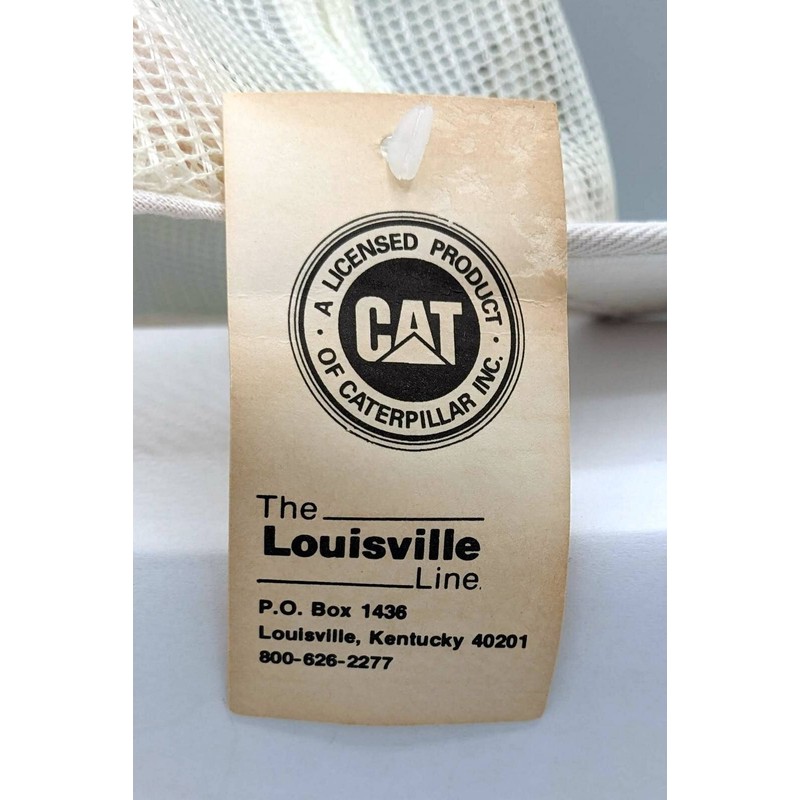 · A LICENSED PRODUCT ·
OF CATERPILLAR INC.
CAT
The
Louisville
Line.
P.O. Box 1436
Louisville, Kentucky 40201
800-626-2277